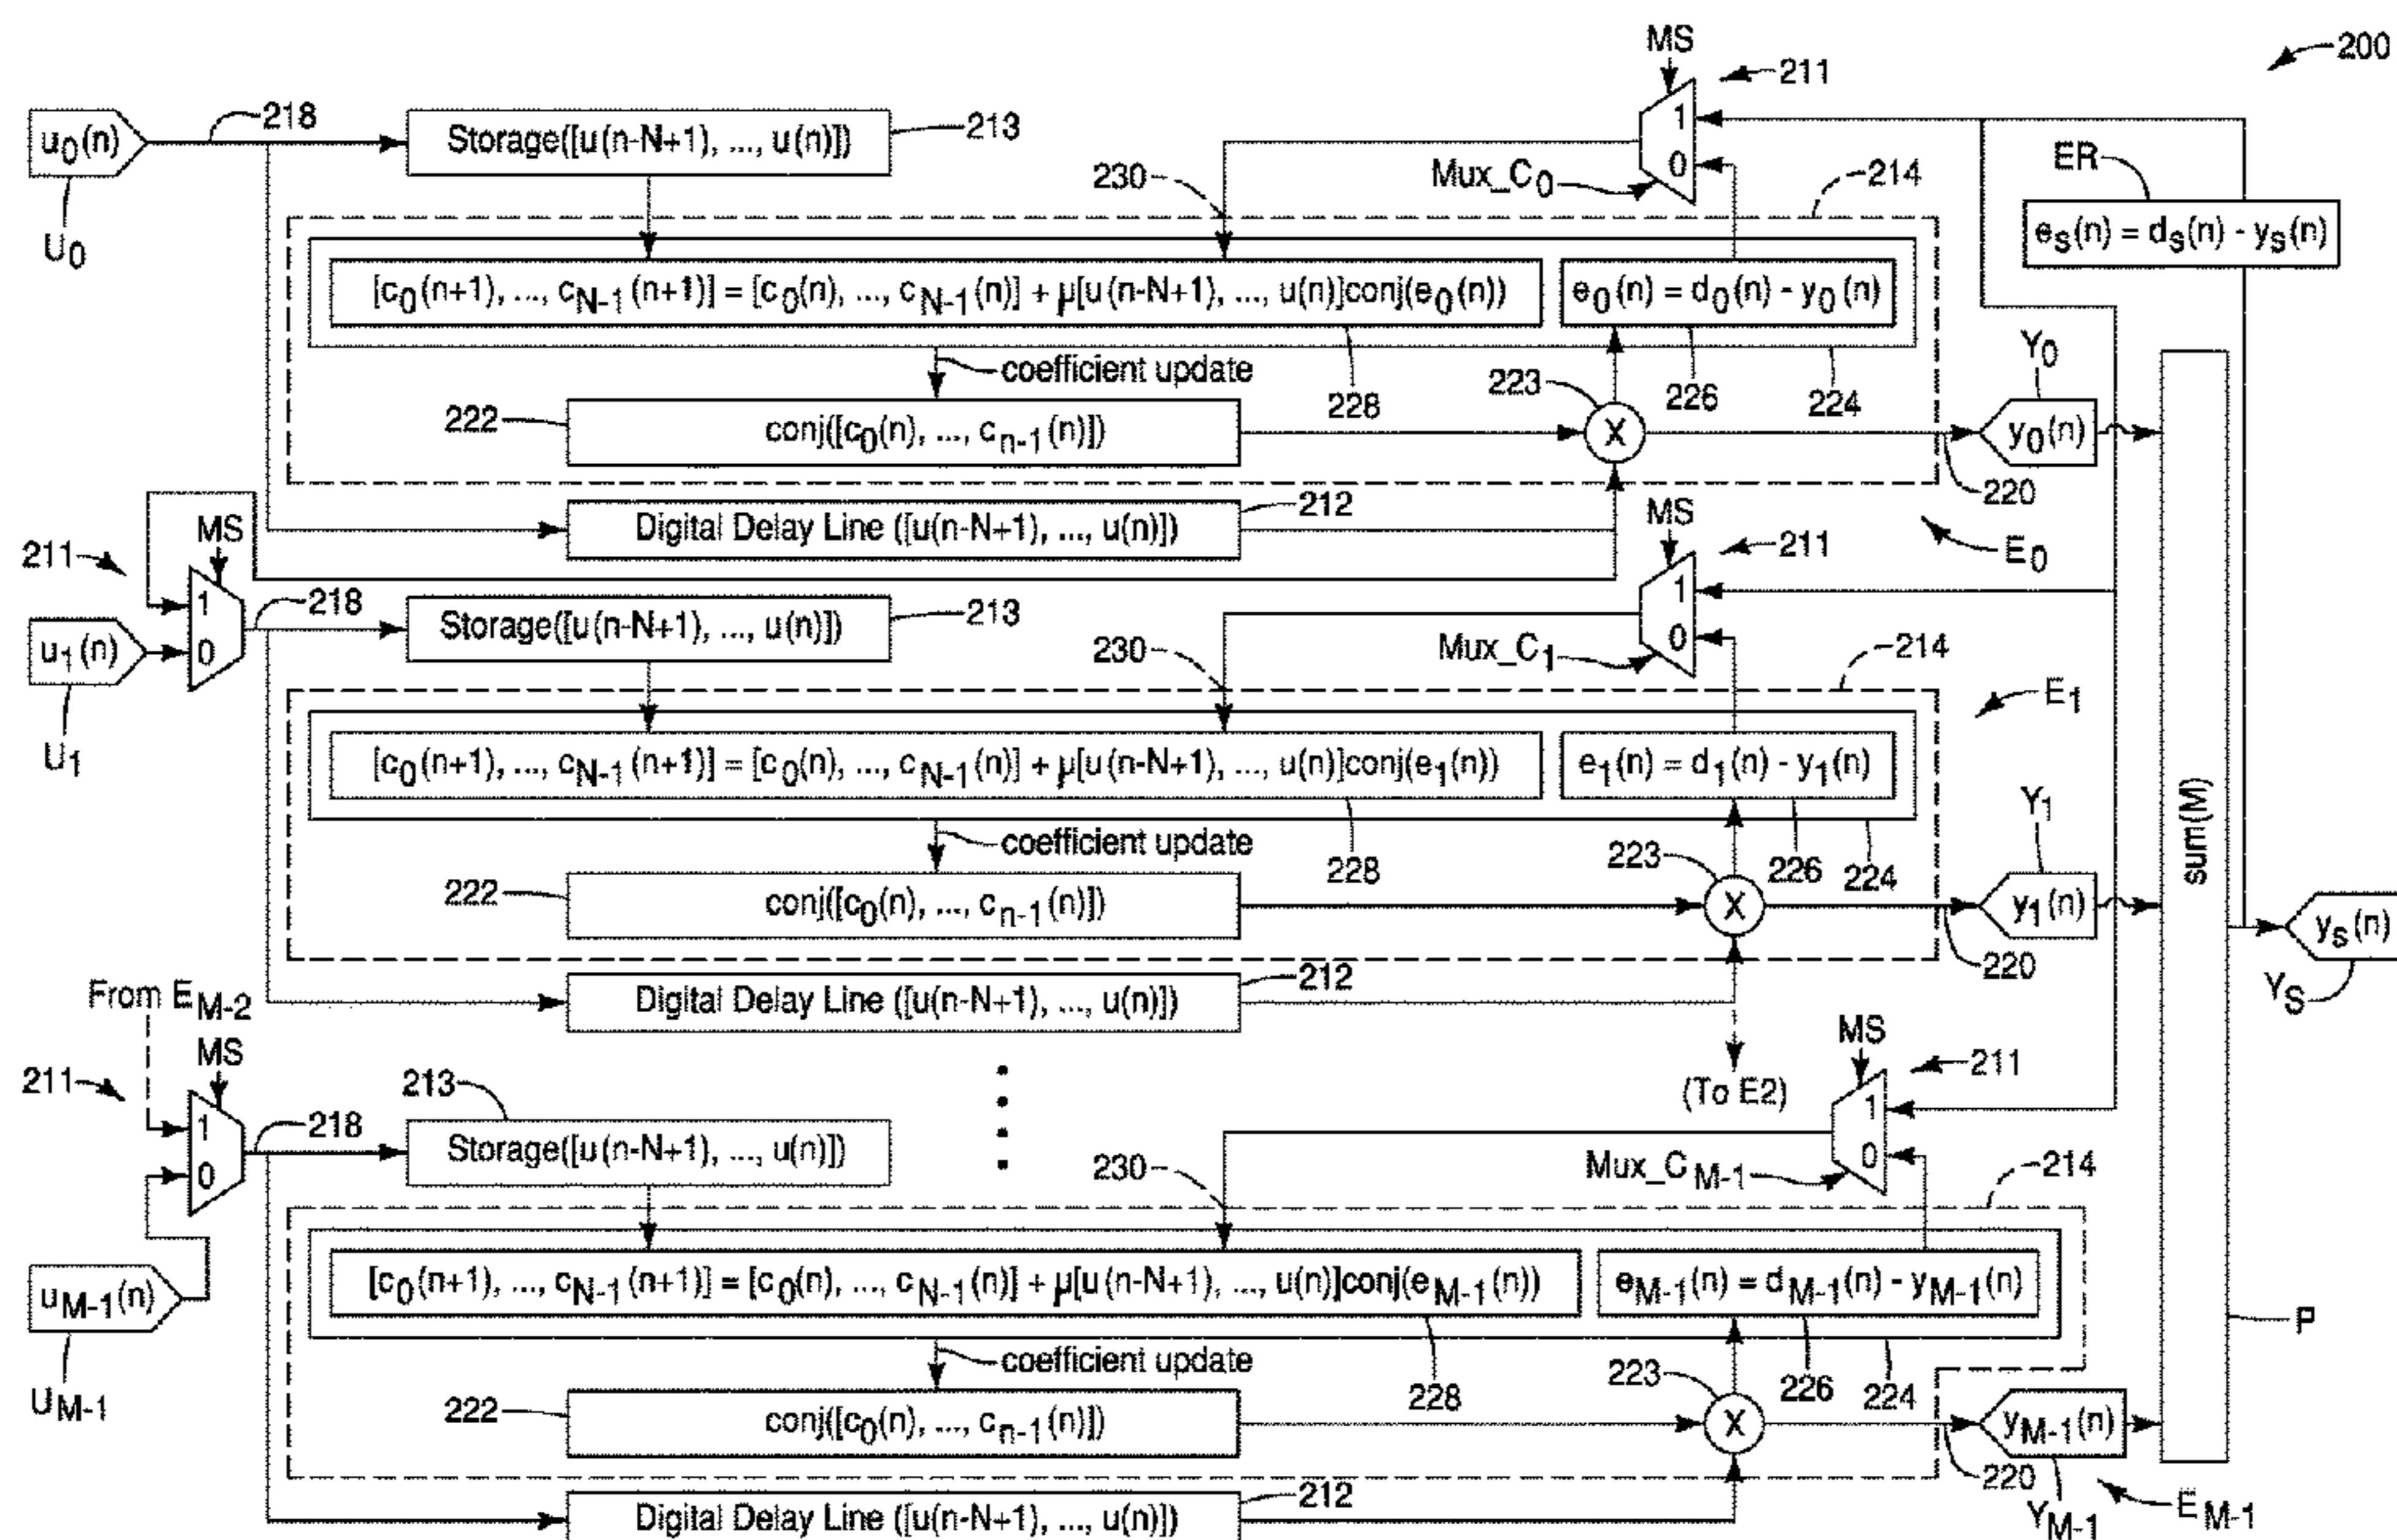 200
MS
211
u0(n)
218
Storage([u(n-N+1), ..., u(n)])
213
1
0
Mux_C0
ER
es(n) = ds(n) - ys(n)
U0
230
214
[c0(n+1), ..., cN-1(n+1)] = [c0(n), ..., cN-1(n)] + μ[u(n-N+1), ..., u(n)]conj(e0(n))
e0(n) = d0(n) - y0(n)
coefficient update
228
223
226
224
Y0
222
conj([c0(n), ..., cn-1(n)])
X
y0(n)
220
Digital Delay Line ([u(n-N+1), ..., u(n)])
212
E0
MS
211
MS
211
1
0
u1(n)
U1
218
Storage([u(n-N+1), ..., u(n)])
213
1
0
Mux_C1
230
214
E1
[c0(n+1), ..., cN-1(n+1)] = [c0(n), ..., cN-1(n)] + μ[u(n-N+1), ..., u(n)]conj(e1(n))
e1(n) = d1(n) - y1(n)
coefficient update
228
223
226
224
Y1
222
conj([c0(n), ..., cn-1(n)])
X
y1(n)
220
sum(M)
ys(n)
YS
Digital Delay Line ([u(n-N+1), ..., u(n)])
212
(To E2)
From EM-2
MS
211
1
0
218
213
Storage([u(n-N+1), ..., u(n)])
MS
211
1
0
Mux_CM-1
230
214
uM-1(n)
UM-1
[c0(n+1), ..., cN-1(n+1)] = [c0(n), ..., cN-1(n)] + μ[u(n-N+1), ..., u(n)]conj(eM-1(n))
eM-1(n) = dM-1(n) - yM-1(n)
P
coefficient update
228
223
226
224
222
conj([c0(n), ..., cn-1(n)])
X
yM-1(n)
220
YM-1
EM-1
Digital Delay Line ([u(n-N+1), ..., u(n)])
212